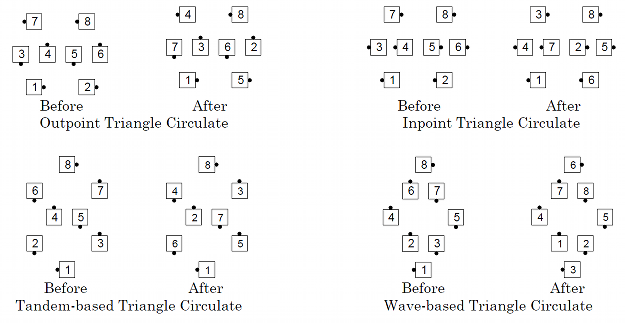 7 8
3 4 5 6
1 2
Before
4 8
7 3 6 2
1 5
After
Outpoint Triangle Circulate
7 8
3 4 5 6
1 2
Before
3 8
4 7 2 5
1 6
After
Inpoint Triangle Circulate
8
6 7
4 5
2 3
1
Before
8
4 3
2 7
6 5
1
After
Tandem-based Triangle Circulate
8
6 7
4 5
2 3
1
Before
6
7 8
4 5
1 2
3
After
Wave-based Triangle Circulate